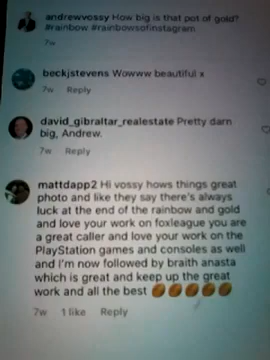 andrewvossy How big is that pot of gold?
#rainbow #rainbowsofinstagram
7w
beckjstevens Wowww beautiful x
7w Reply
david_gibraltar_realestate Pretty darn
big, Andrew.
7w Reply
mattdapp2 Hi vossy hows things great
photo and like they say there's always
luck at the end of the rainbow and gold
and love your work on foxleague you are
a great caller and love your work on the
PlayStation games and consoles as well
and I'm now followed by braith anasta
which is great and keep up the great
work and all the best
7w 1 like Reply